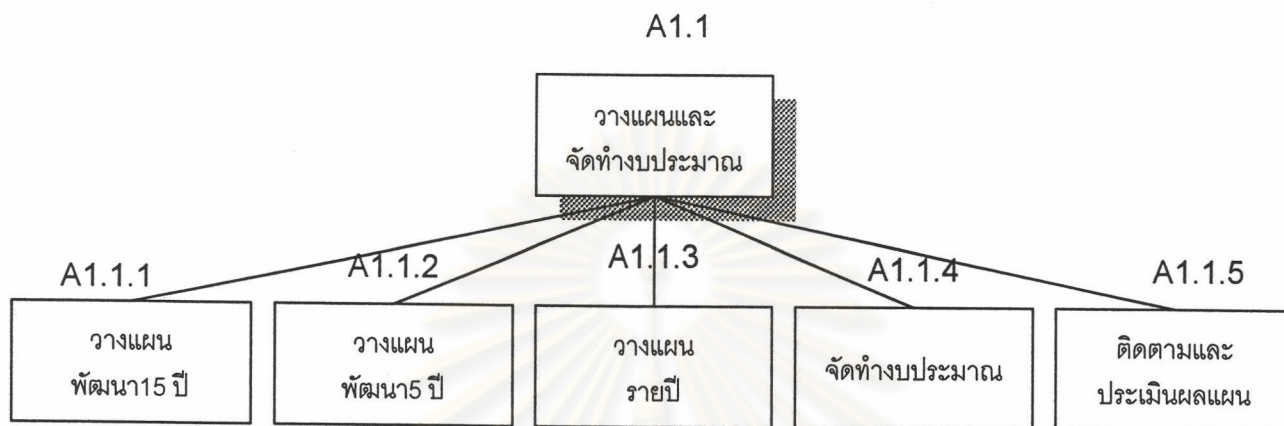 A1.1
วางแผนและ
จัดทำงบประมาณ
A1.1.1
วางแผน
พัฒนา15 ปี
A1.1.2
วางแผน
พัฒนา5 ปี
A1.1.3
วางแผน
รายปี
A1.1.4
จัดทำงบประมาณ
A1.1.5
ติดตามและ
ประเมินผลแผน